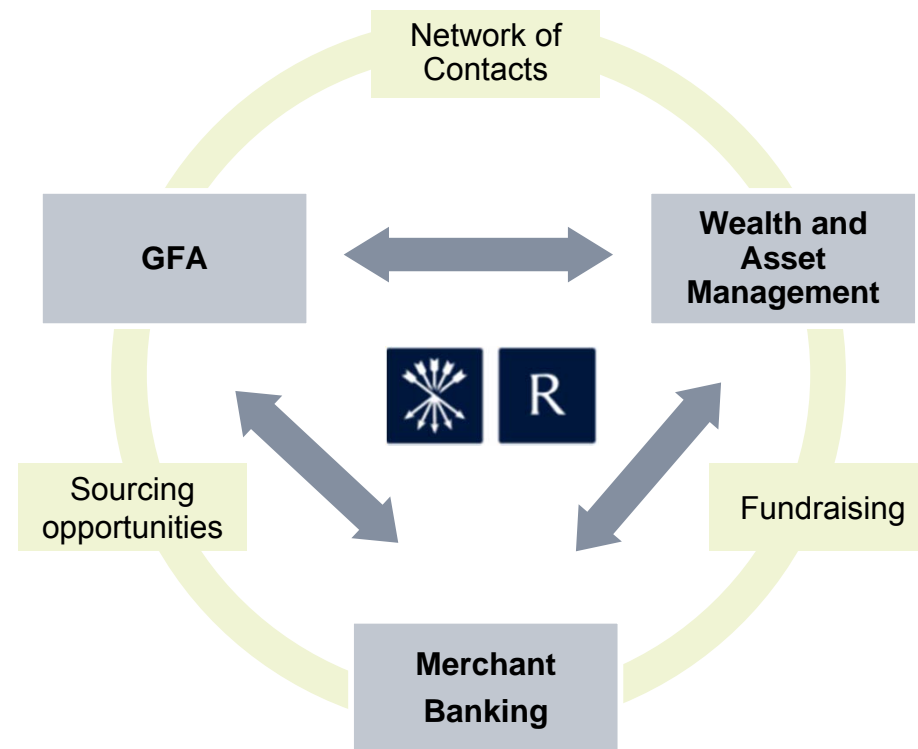 Network of
Contacts
GFA
Wealth and
Asset
Management
R
Sourcing
opportunities
Fundraising
Merchant
Banking